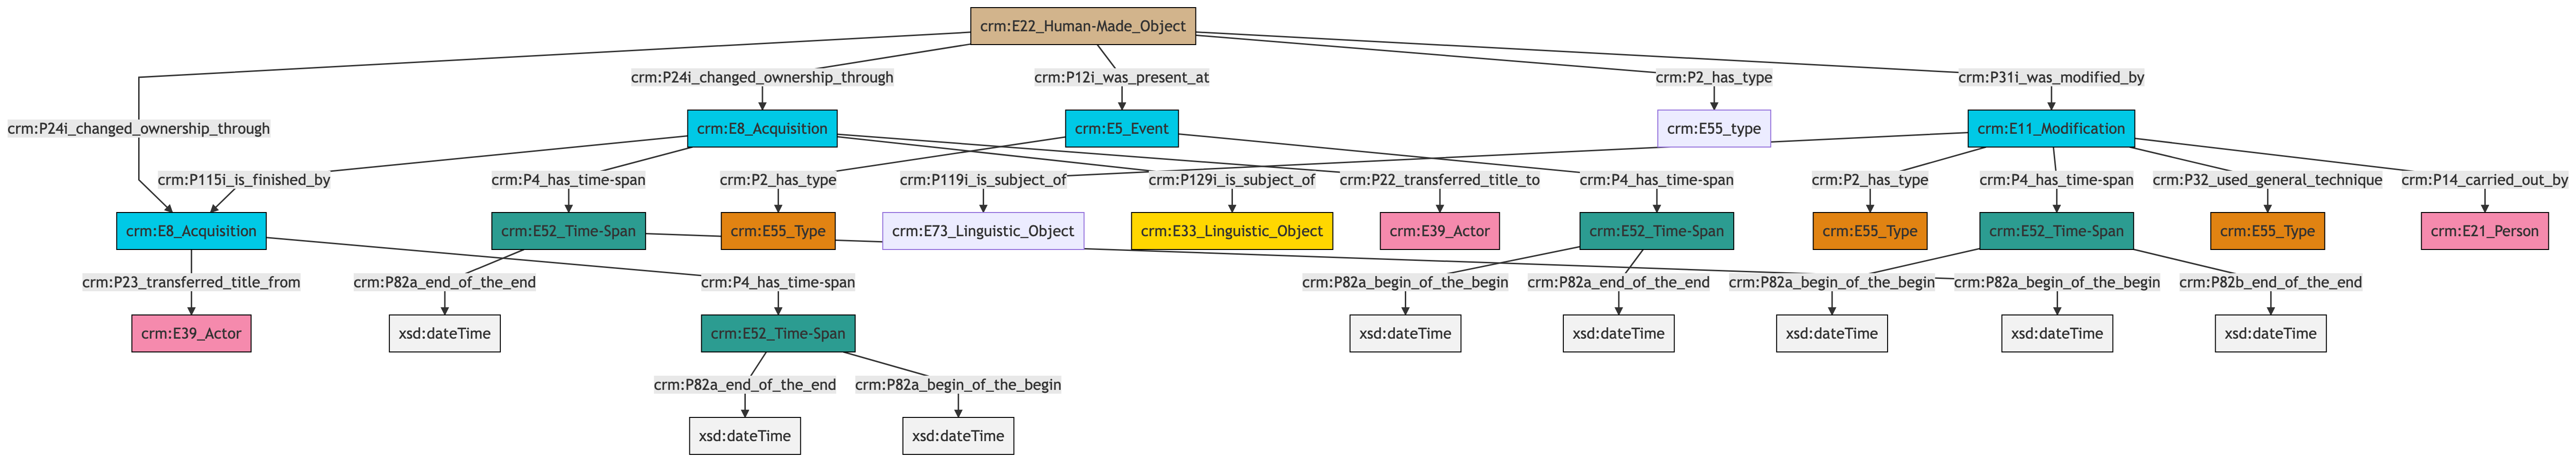 crm:E22_Human-Made_Object
crm:P24i_changed_ownership_through
crm:P12i_was_present_at
crm:P2_has_type
crm:P31i_was_modified_by
crm:P24i_changed_ownership_through
crm:E8_Acquisition
crm:E5_Event
crm:E55_type
crm:E11_Modification
crm:P115i_is_finished_by
crm:P4_has_time-span
crm:P2_has_type
crm:P119i_is_subject_of
crm:P129i_is_subject_of
crm:P22_transferred_title_to
crm:P4_has_time-span
crm:P2_has_type
crm:P4_has_time-span
crm:P32_used_general_technique
crm:P14_carried_out_by
crm:E8_Acquisition
crm:E52_Time-Span
crm:E55_Type
crm:E73_Linguistic_Object
crm:E33_Linguistic_Object
crm:E39_Actor
crm:E52_Time-Span
crm:E55_Type
crm:E52_Time-Span
crm:E55_Type
crm:E21_Person
crm:P23_transferred_title_from
crm:P82a_end_of_the_end
crm:P4_has_time-span
crm:P82a_begin_of_the_begin
crm:P82a_end_of_the_end
crm:P82a_begin_of_the_begin
crm:P82a_begin_of_the_begin
crm:P82b_end_of_the_end
crm:E39_Actor
xsd:dateTime
crm:E52_Time-Span
xsd:dateTime
xsd:dateTime
xsd:dateTime
xsd:dateTime
xsd:dateTime
crm:P82a_end_of_the_end
crm:P82a_begin_of_the_begin
xsd:dateTime
xsd:dateTime